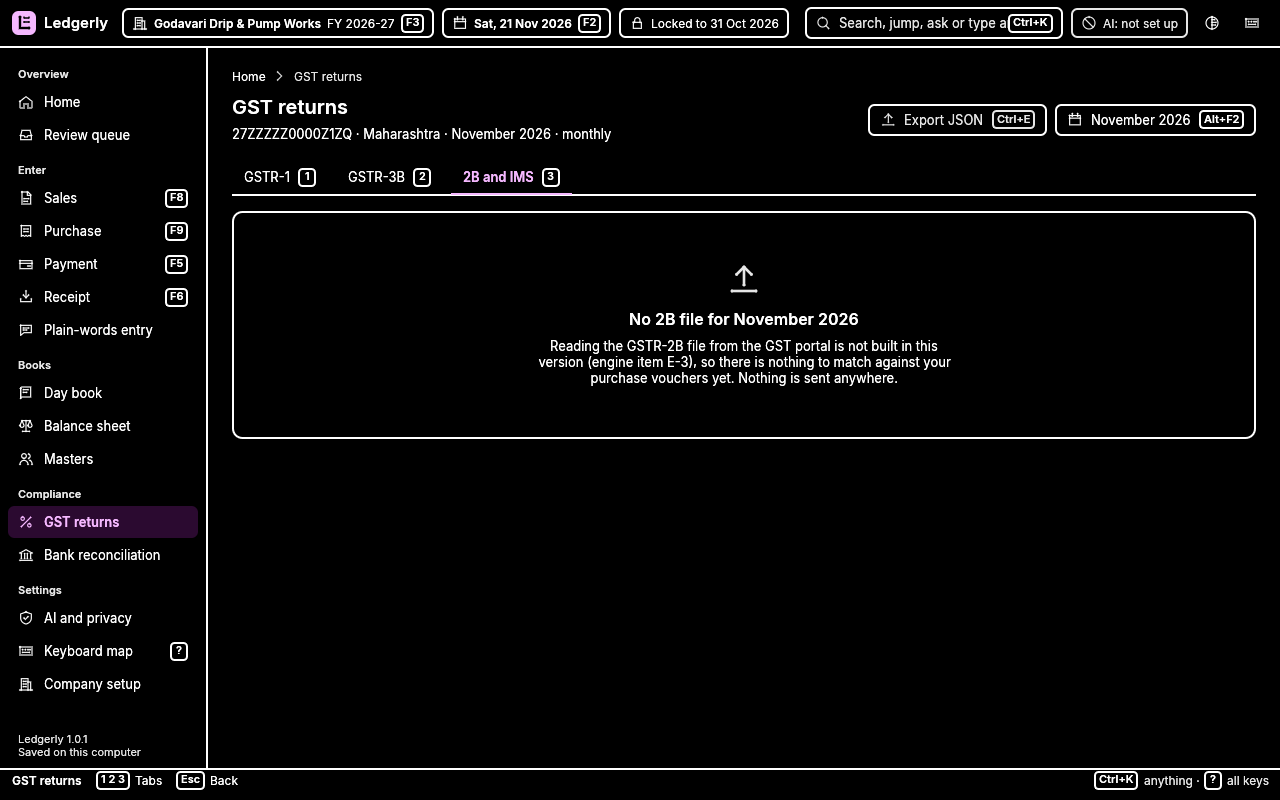 Ledgerly
Godavari Drip & Pump Works FY 2026-27 F3
Sat, 21 Nov 2026 F2
Locked to 31 Oct 2026
Search, jump, ask or type a Ctrl+K
AI: not set up
Overview
Home
Review queue
Enter
Sales F8
Purchase F9
Payment F5
Receipt F6
Plain-words entry
Books
Day book
Balance sheet
Masters
Compliance
GST returns
Bank reconciliation
Settings
AI and privacy
Keyboard map ?
Company setup
Ledgerly 1.0.1
Saved on this computer
Home GST returns
GST returns
27ZZZZZ0000Z1ZQ · Maharashtra · November 2026 · monthly
Export JSON Ctrl+E
November 2026 Alt+F2
GSTR-1 1 GSTR-3B 2 2B and IMS 3
No 2B file for November 2026
Reading the GSTR-2B file from the GST portal is not built in this
version (engine item E-3), so there is nothing to match against your
purchase vouchers yet. Nothing is sent anywhere.
GST returns 1 2 3 Tabs Esc Back
Ctrl+K anything · ? all keys